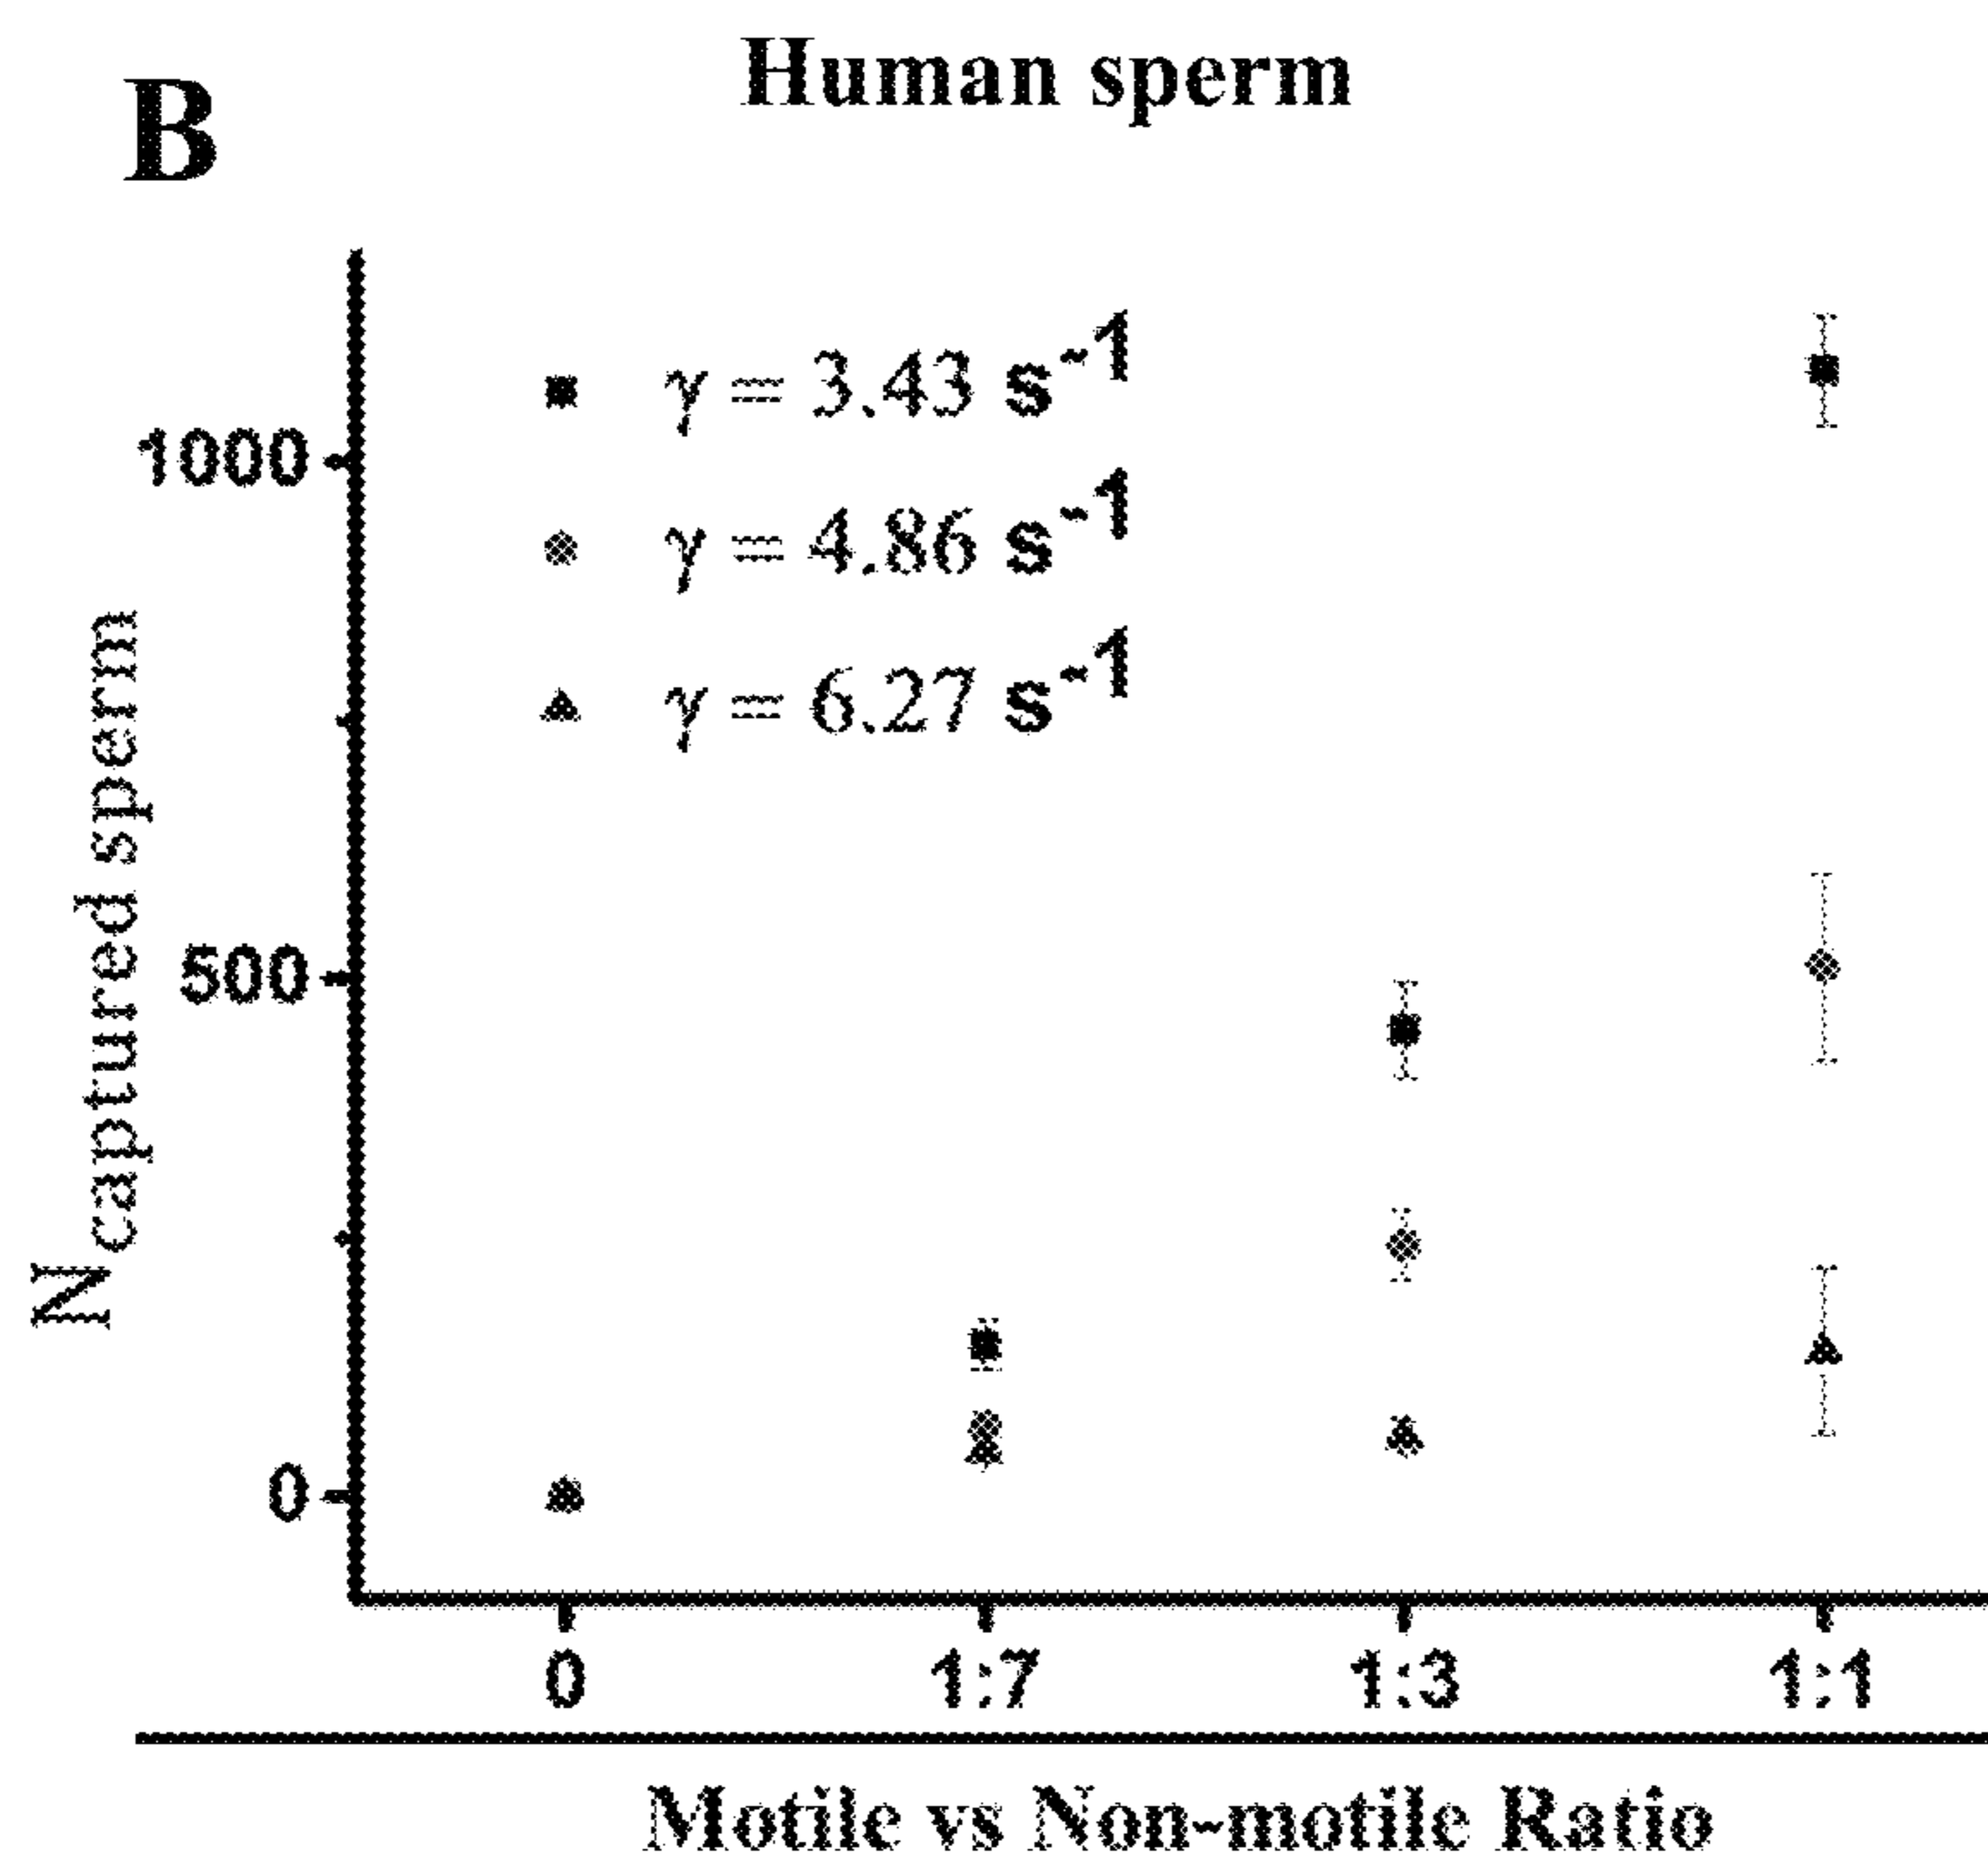 B
Human sperm
γ = 3.43 s⁻¹
γ = 4.86 s⁻¹
γ = 6.27 s⁻¹
N captured sperm
1000
500
0
0 1:7 1:3 1:1
Motile vs Non-motile Ratio